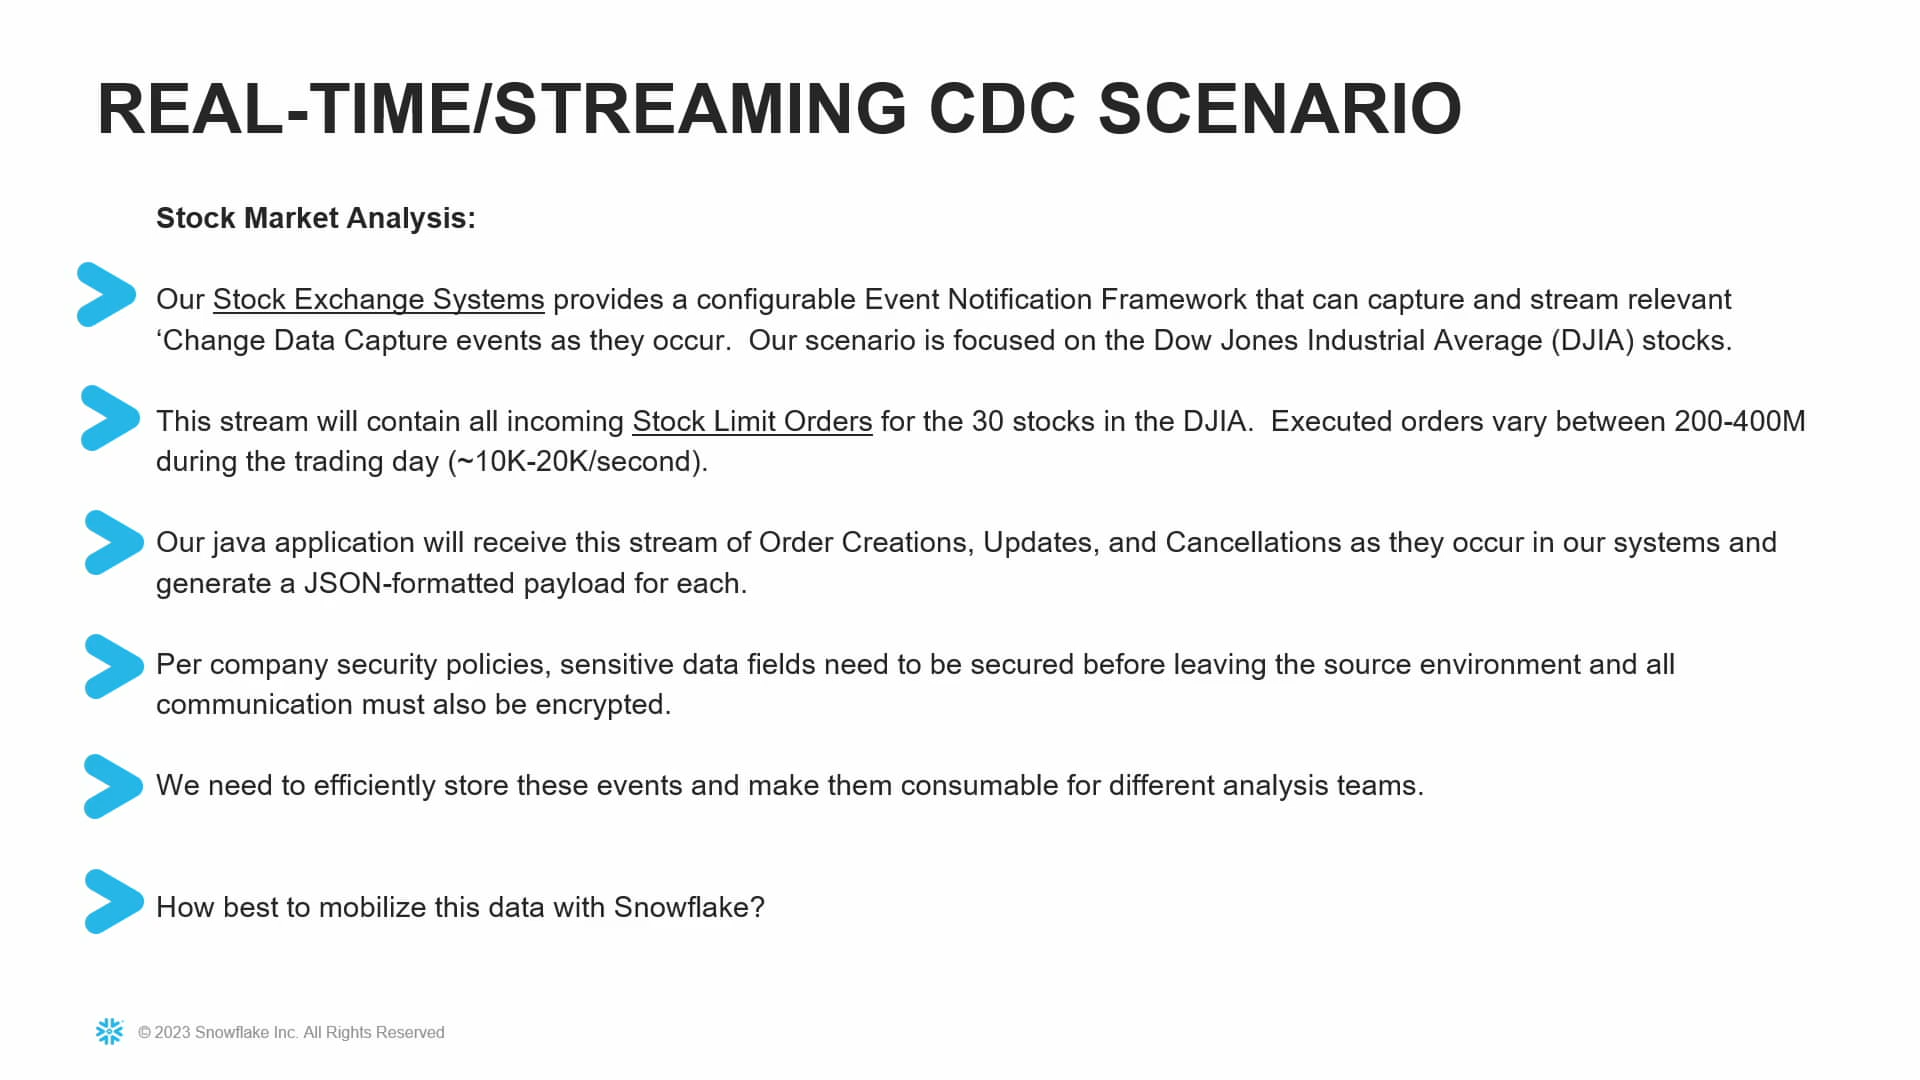 REAL-TIME/STREAMING CDC SCENARIO
Stock Market Analysis:
Our Stock Exchange Systems provides a configurable Event Notification Framework that can capture and stream relevant
‘Change Data Capture events as they occur.  Our scenario is focused on the Dow Jones Industrial Average (DJIA) stocks.
This stream will contain all incoming Stock Limit Orders for the 30 stocks in the DJIA.  Executed orders vary between 200-400M
during the trading day (~10K-20K/second).
Our java application will receive this stream of Order Creations, Updates, and Cancellations as they occur in our systems and
generate a JSON-formatted payload for each.
Per company security policies, sensitive data fields need to be secured before leaving the source environment and all
communication must also be encrypted.
We need to efficiently store these events and make them consumable for different analysis teams.
How best to mobilize this data with Snowflake?
© 2023 Snowflake Inc. All Rights Reserved